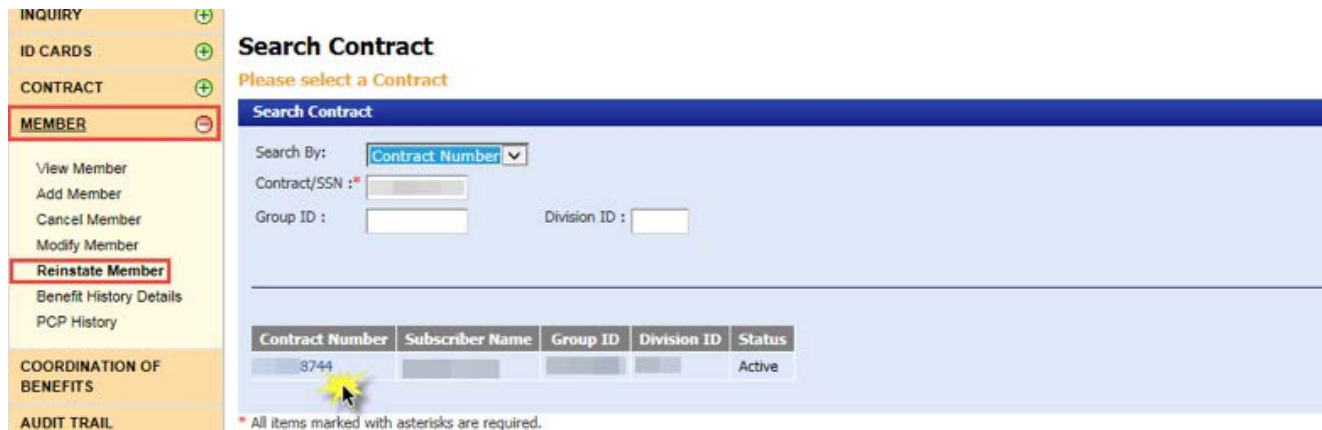 INQUIRY
ID CARDS
CONTRACT
MEMBER
View Member
Add Member
Cancel Member
Modify Member
Reinstate Member
Benefit History Details
PCP History
COORDINATION OF
BENEFITS
AUDIT TRAIL
Search Contract
Please select a Contract
Search Contract
Search By: Contract Number
Contract/SSN :*
Group ID : Division ID :
Contract Number Subscriber Name Group ID Division ID Status
8744 Active
* All items marked with asterisks are required.